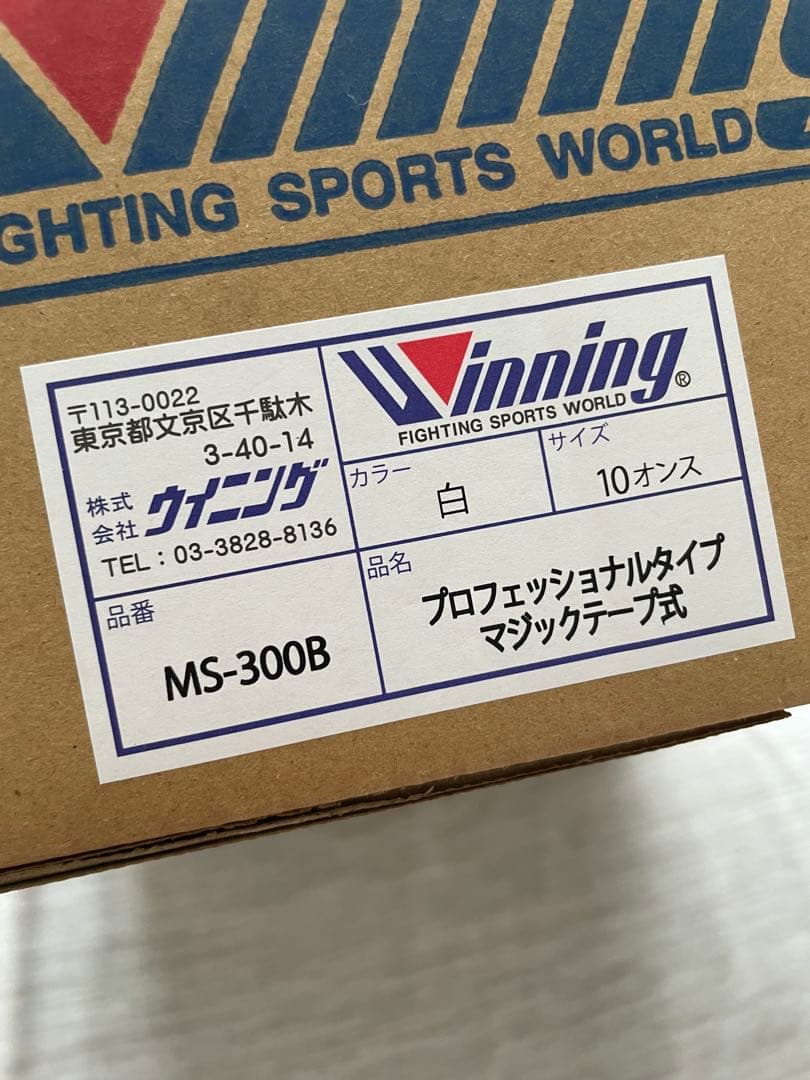 Winning
FIGHTING SPORTS WORLD
〒113-0022
東京都文京区千駄木
3-40-14
株式
会社 ウイニング
TEL：03-3828-8136
Winning®
FIGHTING SPORTS WORLD
カラー
白
サイズ
10オンス
品番
MS-300B
品名
プロフェッショナルタイプ
マジックテープ式